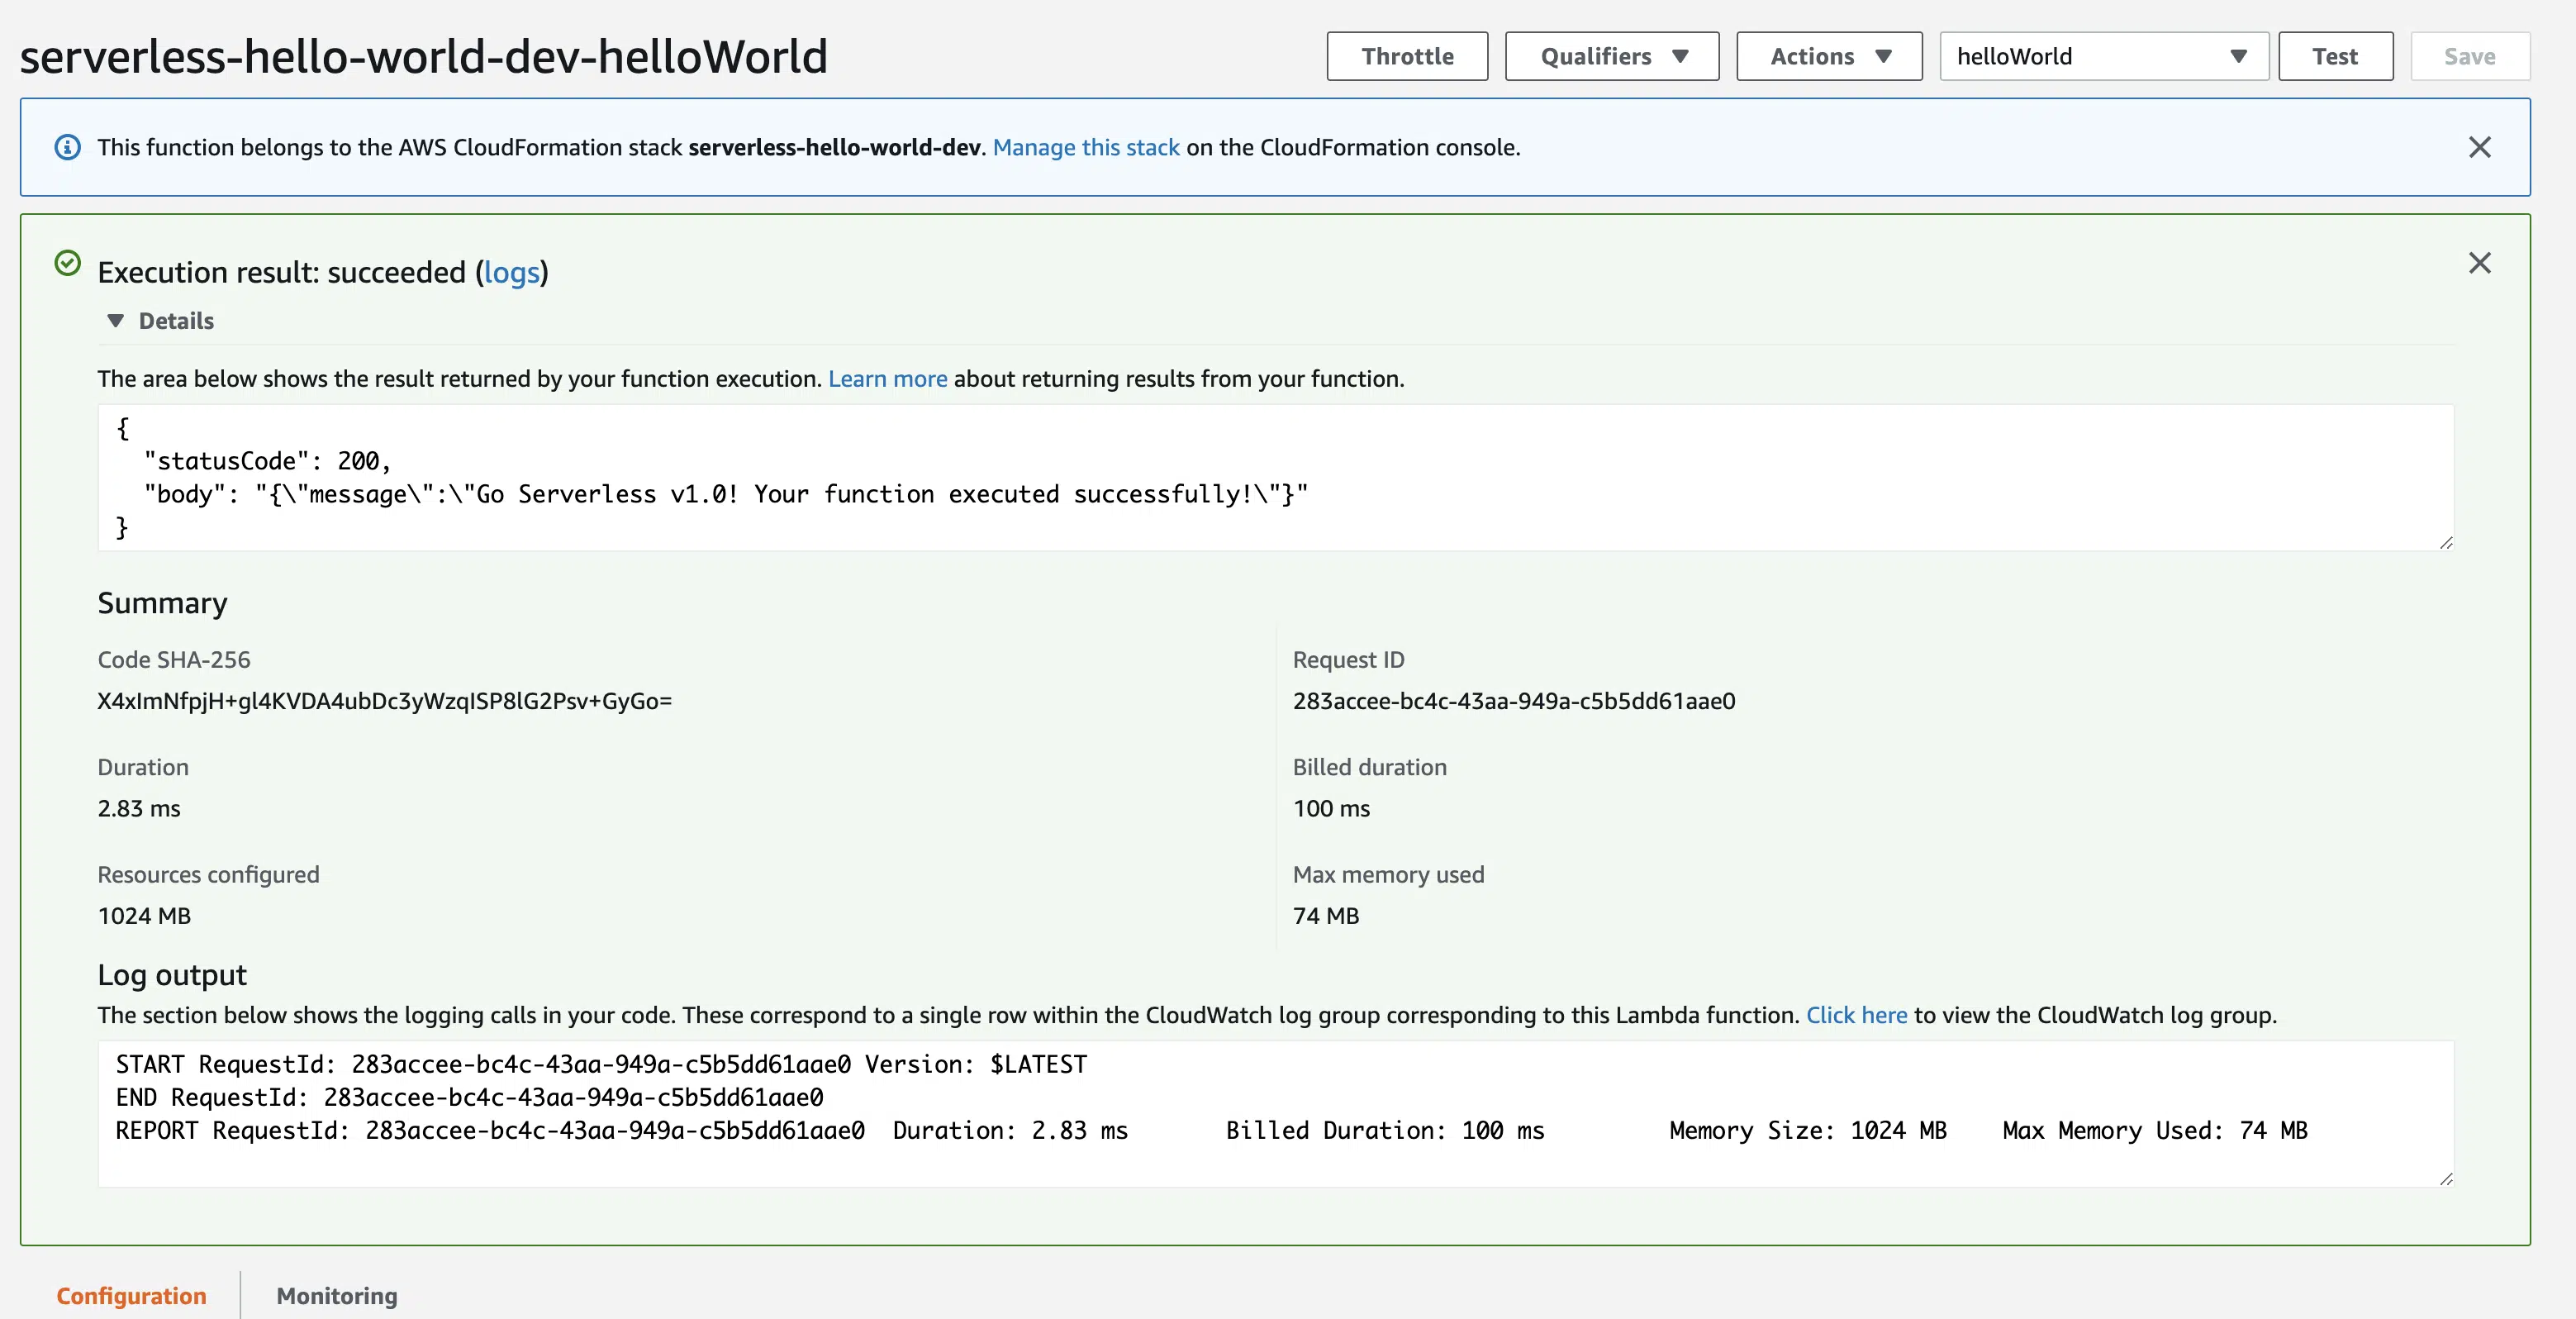 serverless-hello-world-dev-helloWorld
Throttle
Qualifiers
Actions
helloWorld
Test
Save
This function belongs to the AWS CloudFormation stack serverless-hello-world-dev. Manage this stack on the CloudFormation console.
Execution result: succeeded (logs)
Details
The area below shows the result returned by your function execution. Learn more about returning results from your function.
{
  "statusCode": 200,
  "body": "{\"message\":\"Go Serverless v1.0! Your function executed successfully!\"}"
}
Summary
Code SHA-256
X4xImNfpjH+gl4KVDA4ubDc3yWzqISP8lG2Psv+GyGo=
Request ID
283accee-bc4c-43aa-949a-c5b5dd61aae0
Duration
2.83 ms
Billed duration
100 ms
Resources configured
1024 MB
Max memory used
74 MB
Log output
The section below shows the logging calls in your code. These correspond to a single row within the CloudWatch log group corresponding to this Lambda function. Click here to view the CloudWatch log group.
START RequestId: 283accee-bc4c-43aa-949a-c5b5dd61aae0 Version: $LATEST
END RequestId: 283accee-bc4c-43aa-949a-c5b5dd61aae0
REPORT RequestId: 283accee-bc4c-43aa-949a-c5b5dd61aae0  Duration: 2.83 ms       Billed Duration: 100 ms         Memory Size: 1024 MB    Max Memory Used: 74 MB
Configuration
Monitoring